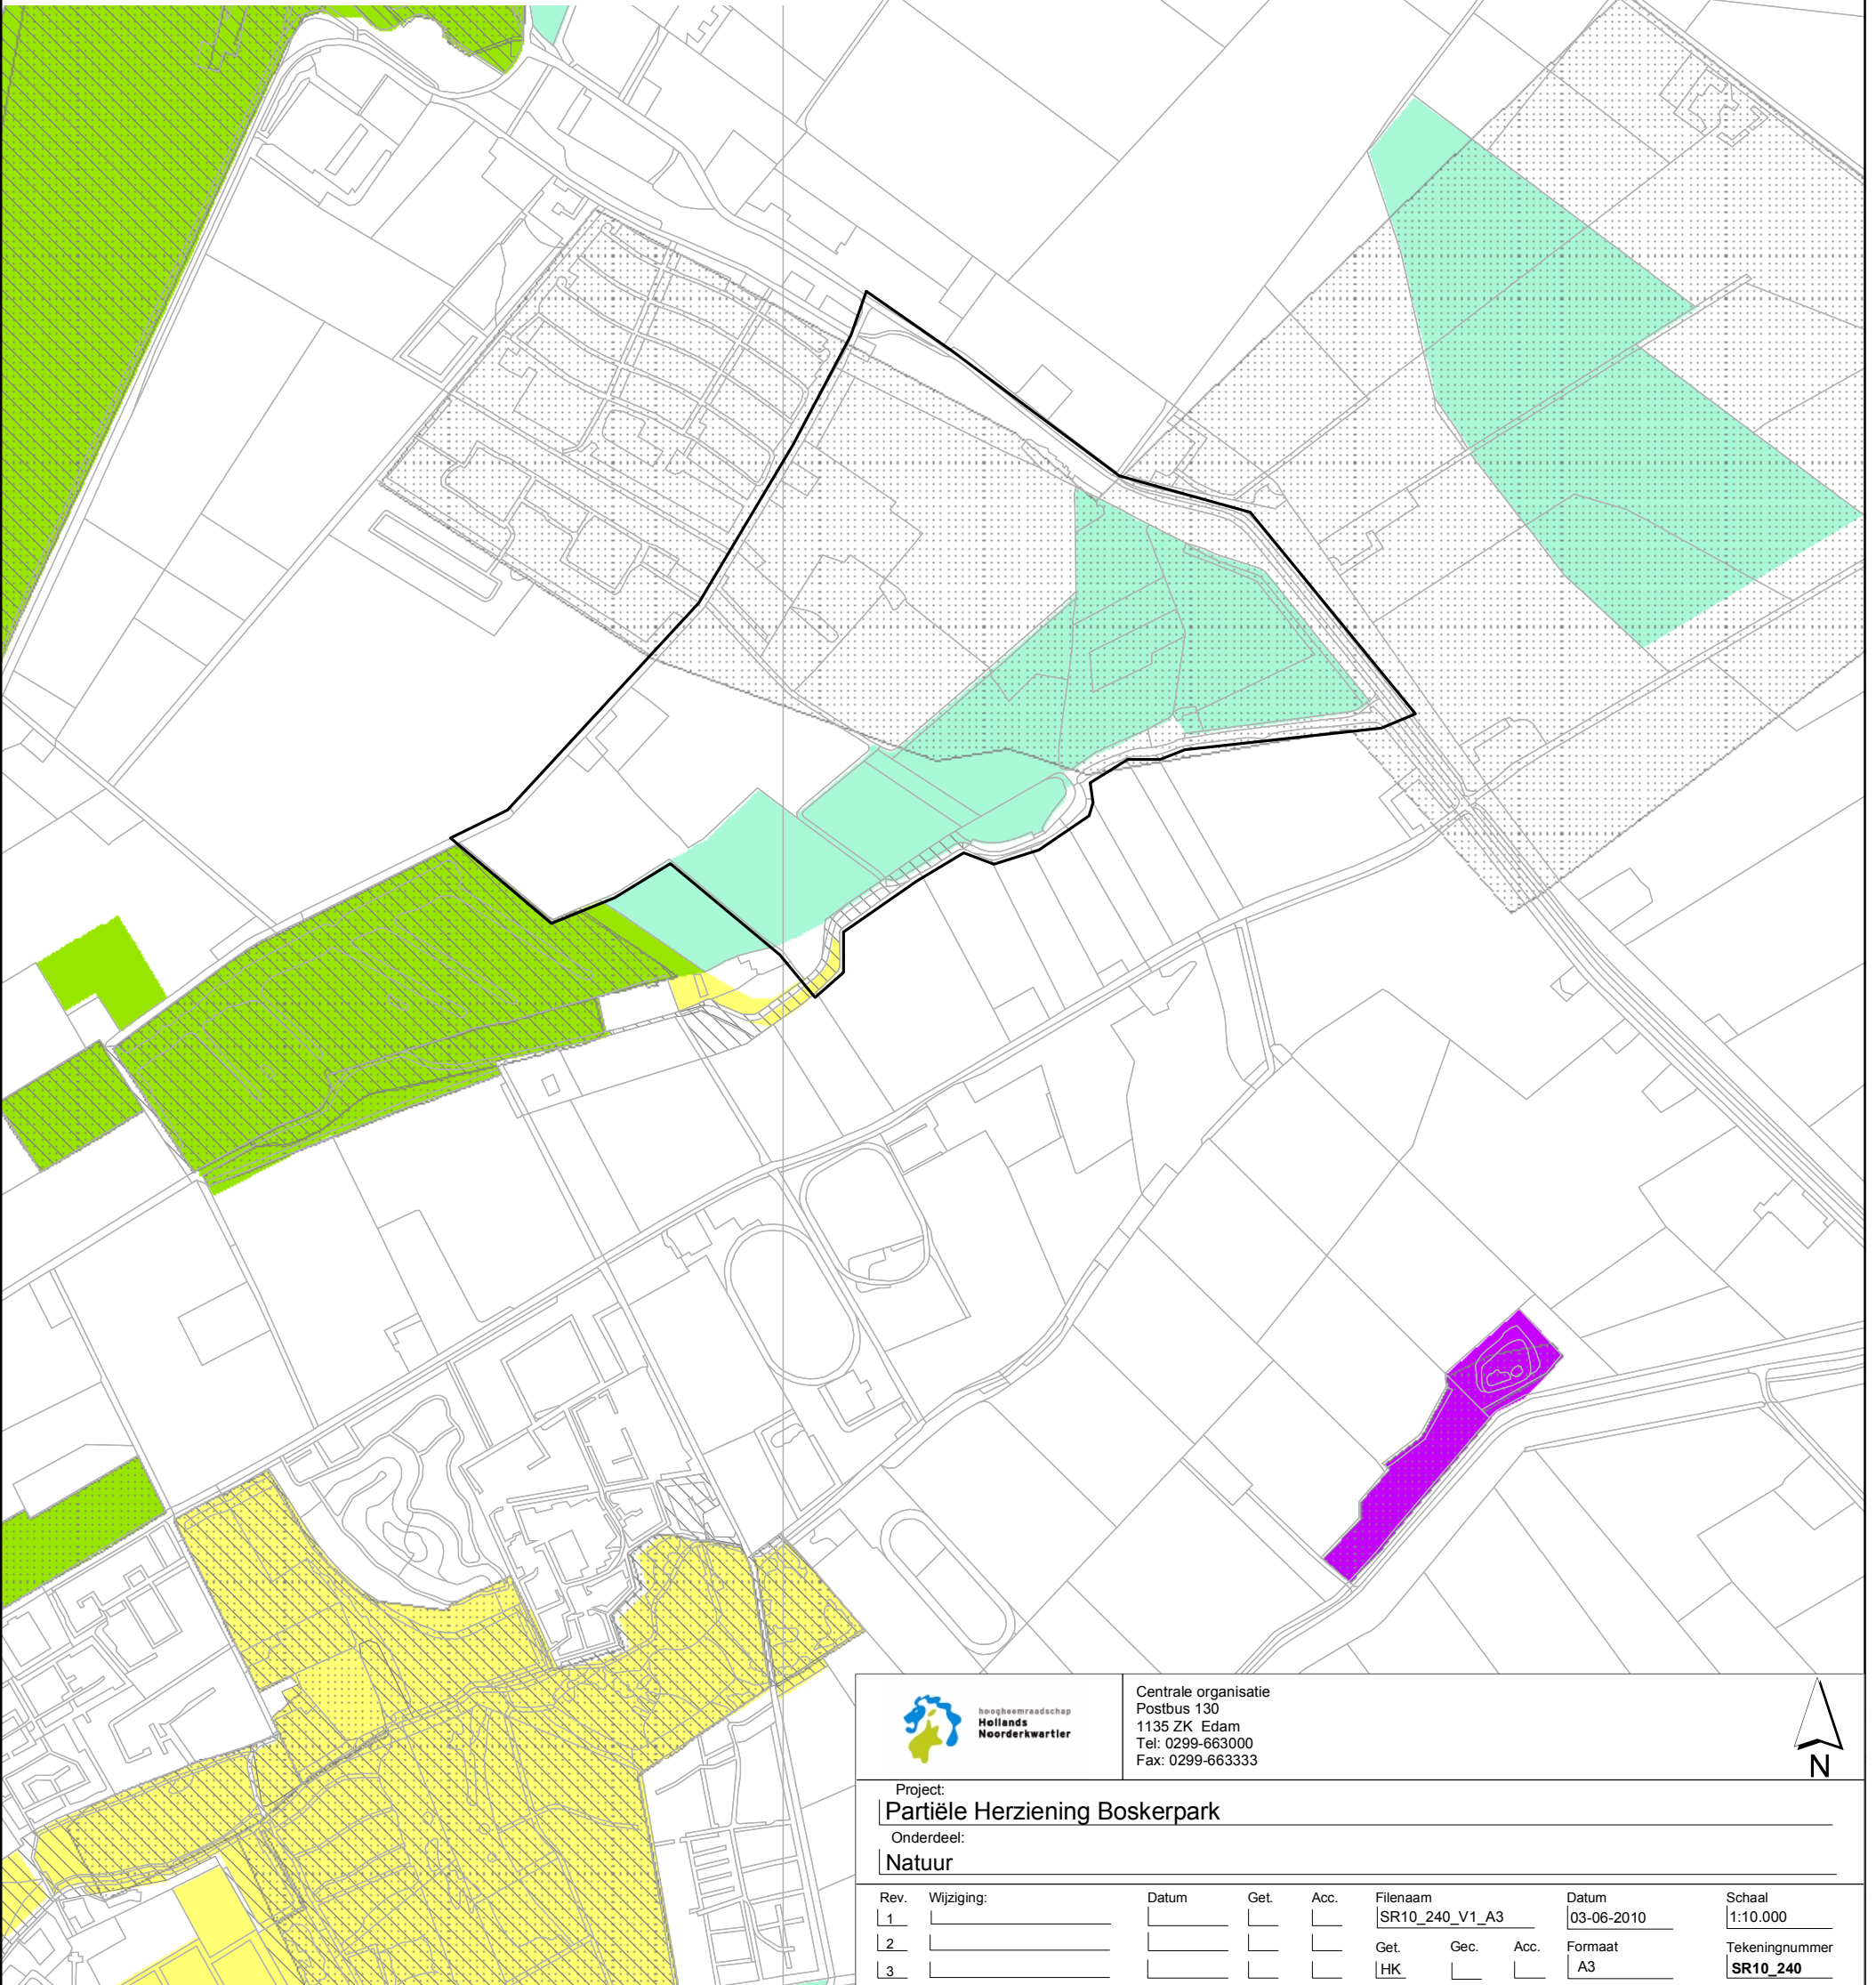 hoogheemraadschap
Hollands
Noorderkwartier
Centrale organisatie
Postbus 130
1135 ZK Edam
Tel: 0299-663000
Fax: 0299-663333
N
Project:
Partiële Herziening Boskerpark
Onderdeel:
Natuur
Rev. Wijziging: Datum Get. Acc. Filenaam Datum Schaal
1 SR10_240_V1_A3 03-06-2010 1:10.000
2 Get. Gec. Acc. Formaat Tekeningnummer
3 HK A3 SR10_240